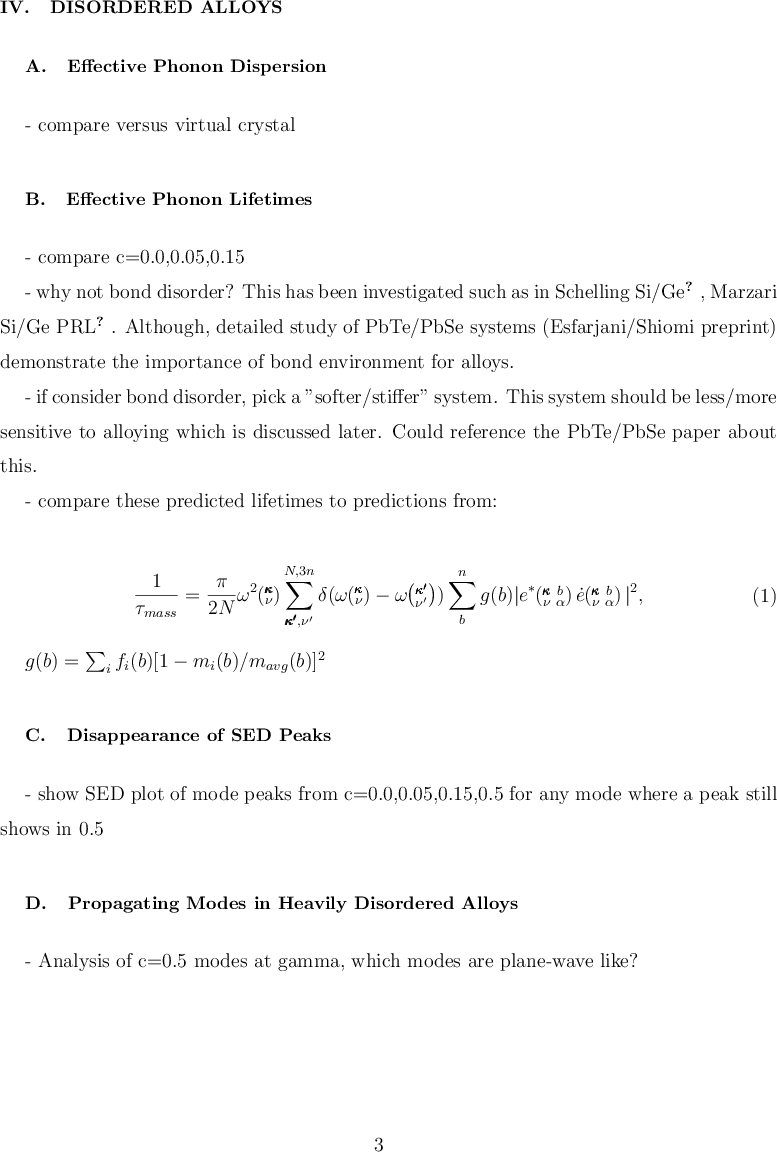 IV. DISORDERED ALLOYS
A. Effective Phonon Dispersion
- compare versus virtual crystal
B. Effective Phonon Lifetimes
- compare c=0.0,0.05,0.15
- why not bond disorder? This has been investigated such as in Schelling Si/Ge? , Marzari
Si/Ge PRL? . Although, detailed study of PbTe/PbSe systems (Esfarjani/Shiomi preprint)
demonstrate the importance of bond environment for alloys.
- if consider bond disorder, pick a ”softer/stiffer” system. This system should be less/more
sensitive to alloying which is discussed later. Could reference the PbTe/PbSe paper about
this.
- compare these predicted lifetimes to predictions from:
\frac{1}{\tau_{mass}} = \frac{\pi}{2N} \omega^2(^{\boldsymbol{\kappa}}_{\nu}) \sum_{\boldsymbol{\kappa'},\nu'}^{N,3n} \delta(\omega(^{\boldsymbol{\kappa}}_{\nu}) - \omega(^{\boldsymbol{\kappa'}}_{\nu'})) \sum_{b}^{n} g(b)|e^*(^{\boldsymbol{\kappa}\ b}_{\nu\ \alpha}) \dot{e}(^{\boldsymbol{\kappa}\ b}_{\nu\ \alpha})|^2, (1)
g(b) = \sum_i f_i(b)[1 - m_i(b)/m_{avg}(b)]^2
C. Disappearance of SED Peaks
- show SED plot of mode peaks from c=0.0,0.05,0.15,0.5 for any mode where a peak still
shows in 0.5
D. Propagating Modes in Heavily Disordered Alloys
- Analysis of c=0.5 modes at gamma, which modes are plane-wave like?
3